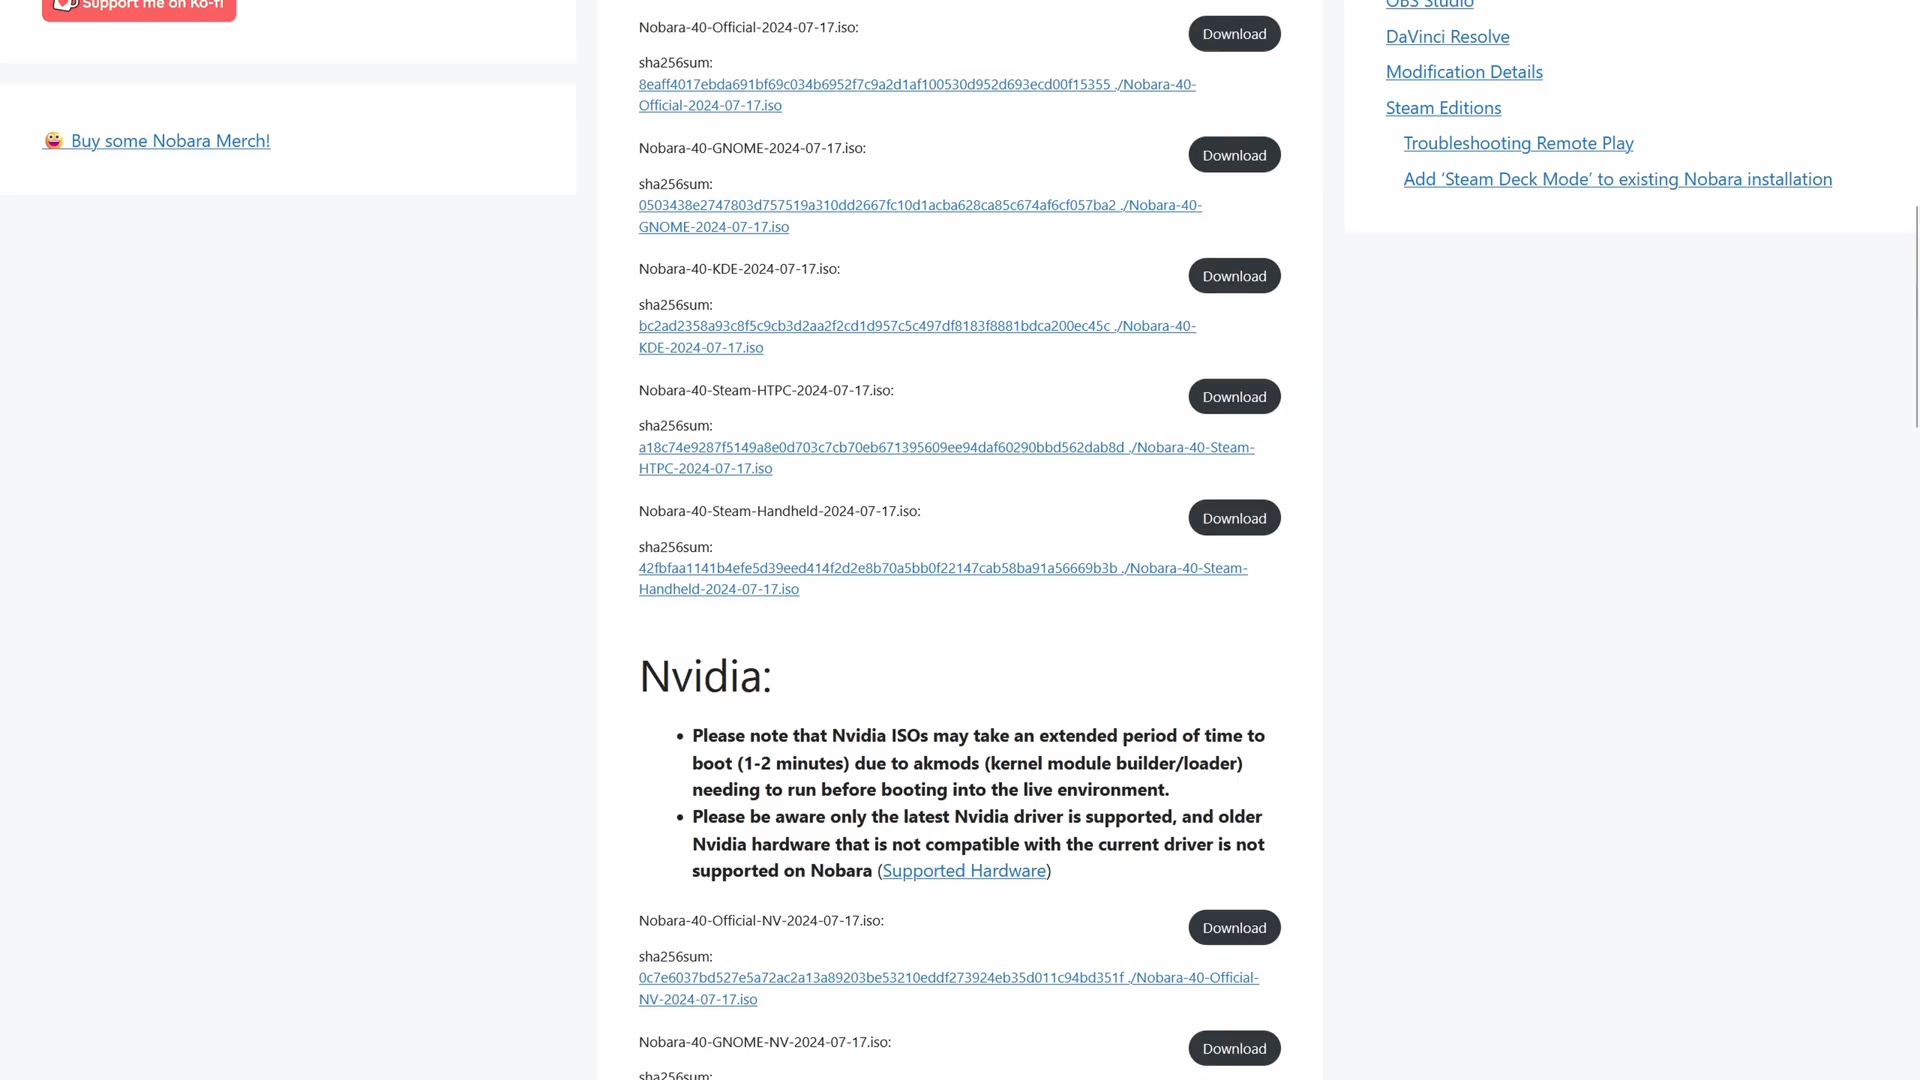 Support me on Ko-fi
😀 Buy some Nobara Merch!
Nobara-40-Official-2024-07-17.iso:
Download
sha256sum:
8eaff4017ebda691bf69c034b6952f7c9a2d1af100530d952d693ecd00f15355 ./Nobara-40-
Official-2024-07-17.iso
Nobara-40-GNOME-2024-07-17.iso:
Download
sha256sum:
0503438e2747803d757519a310dd2667fc10d1acba628ca85c674af6cf057ba2 ./Nobara-40-
GNOME-2024-07-17.iso
Nobara-40-KDE-2024-07-17.iso:
Download
sha256sum:
bc2ad2358a93c8f5c9cb3d2aa2f2cd1d957c5c497df8183f8881bdca200ec45c ./Nobara-40-
KDE-2024-07-17.iso
Nobara-40-Steam-HTPC-2024-07-17.iso:
Download
sha256sum:
a18c74e9287f5149a8e0d703c7cb70eb671395609ee94daf60290bbd562dab8d ./Nobara-40-Steam-
HTPC-2024-07-17.iso
Nobara-40-Steam-Handheld-2024-07-17.iso:
Download
sha256sum:
42fbfaa1141b4efe5d39eed414f2d2e8b70a5bb0f22147cab58ba91a56669b3b ./Nobara-40-Steam-
Handheld-2024-07-17.iso
Nvidia:
• Please note that Nvidia ISOs may take an extended period of time to
boot (1-2 minutes) due to akmods (kernel module builder/loader)
needing to run before booting into the live environment.
• Please be aware only the latest Nvidia driver is supported, and older
Nvidia hardware that is not compatible with the current driver is not
supported on Nobara (Supported Hardware)
Nobara-40-Official-NV-2024-07-17.iso:
Download
sha256sum:
0c7e6037bd527e5a72ac2a13a89203be53210eddf273924eb35d011c94bd351f ./Nobara-40-Official-
NV-2024-07-17.iso
Nobara-40-GNOME-NV-2024-07-17.iso:
Download
sha256sum:
OBS Studio
DaVinci Resolve
Modification Details
Steam Editions
Troubleshooting Remote Play
Add ‘Steam Deck Mode’ to existing Nobara installation